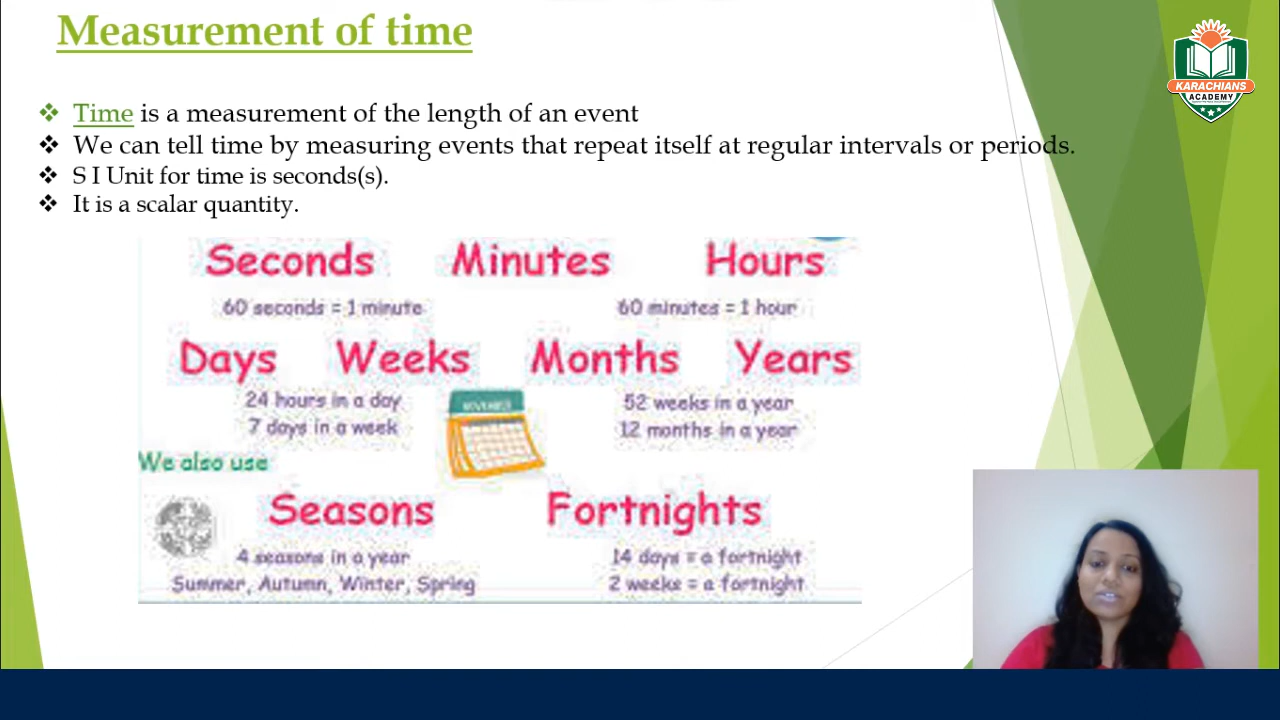 Measurement of time
KARACHIANS
ACADEMY
Time is a measurement of the length of an event
We can tell time by measuring events that repeat itself at regular intervals or periods.
S I Unit for time is seconds(s).
It is a scalar quantity.
Seconds Minutes Hours
60 seconds = 1 minute 60 minutes = 1 hour
Days Weeks Months Years
24 hours in a day 52 weeks in a year
7 days in a week 12 months in a year
NOVEMBER
We also use
Seasons Fortnights
4 seasons in a year 14 days = a fortnight
Summer, Autumn, Winter, Spring 2 weeks = a fortnight